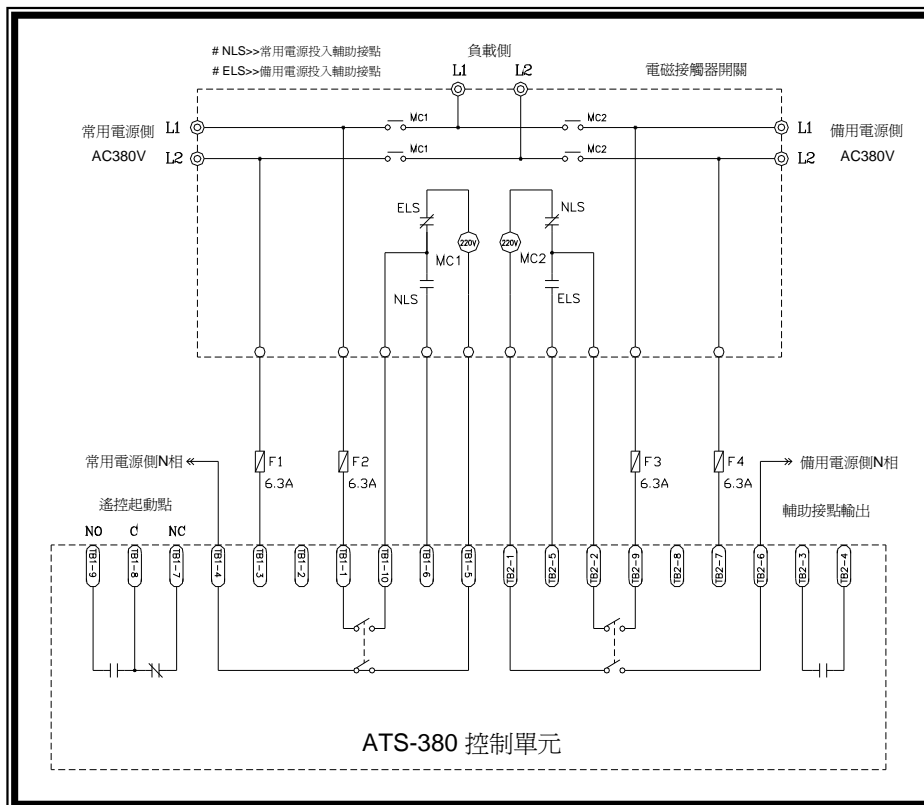 # NLS>>常用電源投入輔助接點
# ELS>>備用電源投入輔助接點
負載側
L1
L2
電磁接觸器開關
常用電源側
AC380V
L1
L2
MC1
MC1
MC2
MC2
L1
L2
備用電源側
AC380V
ELS
220V
MC1
NLS
220V
MC2
NLS
ELS
常用電源側N相
F1
6.3A
F2
6.3A
F3
6.3A
F4
6.3A
備用電源側N相
遙控起動點
NO
C
NC
輔助接點輸出
TB1-9
TB1-8
TB1-7
TB1-4
TB1-3
TB1-2
TB1-1
TB1-10
TB1-6
TB1-5
TB2-1
TB2-5
TB2-2
TB2-9
TB2-8
TB2-7
TB2-6
TB2-3
TB2-4
ATS-380 控制單元